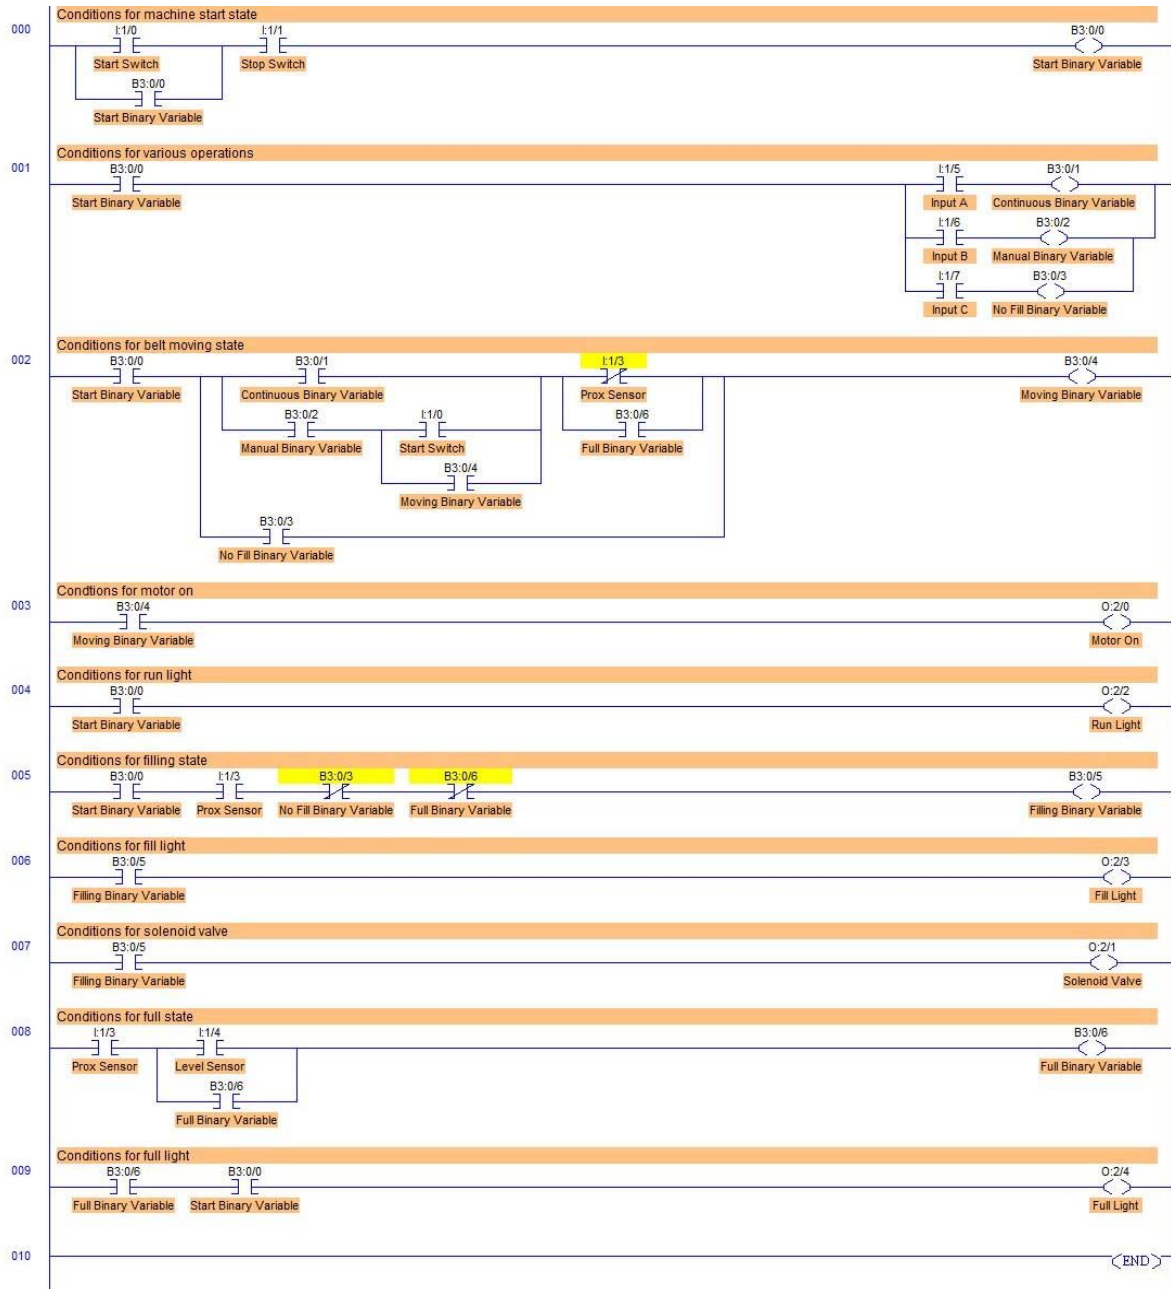 Conditions for machine start state
000
I:1/0 I:1/1 B3:0/0
Start Switch Stop Switch Start Binary Variable
B3:0/0
Start Binary Variable
Conditions for various operations
001
B3:0/0 I:1/5 B3:0/1
Start Binary Variable Input A Continuous Binary Variable
I:1/6 B3:0/2
Input B Manual Binary Variable
I:1/7 B3:0/3
Input C No Fill Binary Variable
Conditions for belt moving state
002
B3:0/0 B3:0/1 I:1/3 B3:0/4
Start Binary Variable Continuous Binary Variable Prox Sensor Moving Binary Variable
B3:0/2 I:1/0 B3:0/6
Manual Binary Variable Start Switch Full Binary Variable
B3:0/4
Moving Binary Variable
B3:0/3
No Fill Binary Variable
Condtions for motor on
003
B3:0/4 O:2/0
Moving Binary Variable Motor On
Conditions for run light
004
B3:0/0 O:2/2
Start Binary Variable Run Light
Conditions for filling state
005
B3:0/0 I:1/3 B3:0/3 B3:0/6 B3:0/5
Start Binary Variable Prox Sensor No Fill Binary Variable Full Binary Variable Filling Binary Variable
Conditions for fill light
006
B3:0/5 O:2/3
Filling Binary Variable Fill Light
Conditions for solenoid valve
007
B3:0/5 O:2/1
Filling Binary Variable Solenoid Valve
Conditions for full state
008
I:1/3 I:1/4 B3:0/6
Prox Sensor Level Sensor Full Binary Variable
B3:0/6
Full Binary Variable
Conditions for full light
009
B3:0/6 B3:0/0 O:2/4
Full Binary Variable Start Binary Variable Full Light
010
END